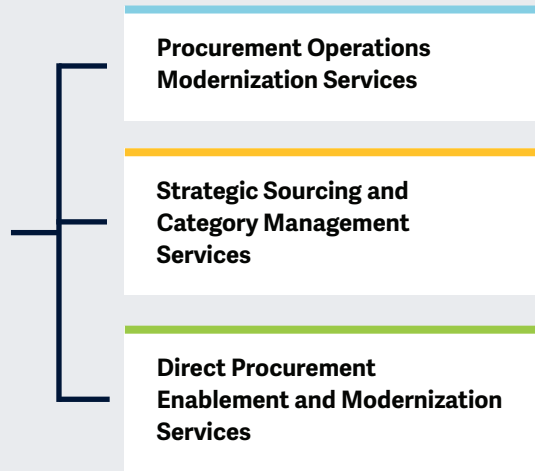 Procurement Operations
Modernization Services
Strategic Sourcing and
Category Management
Services
Direct Procurement
Enablement and Modernization
Services